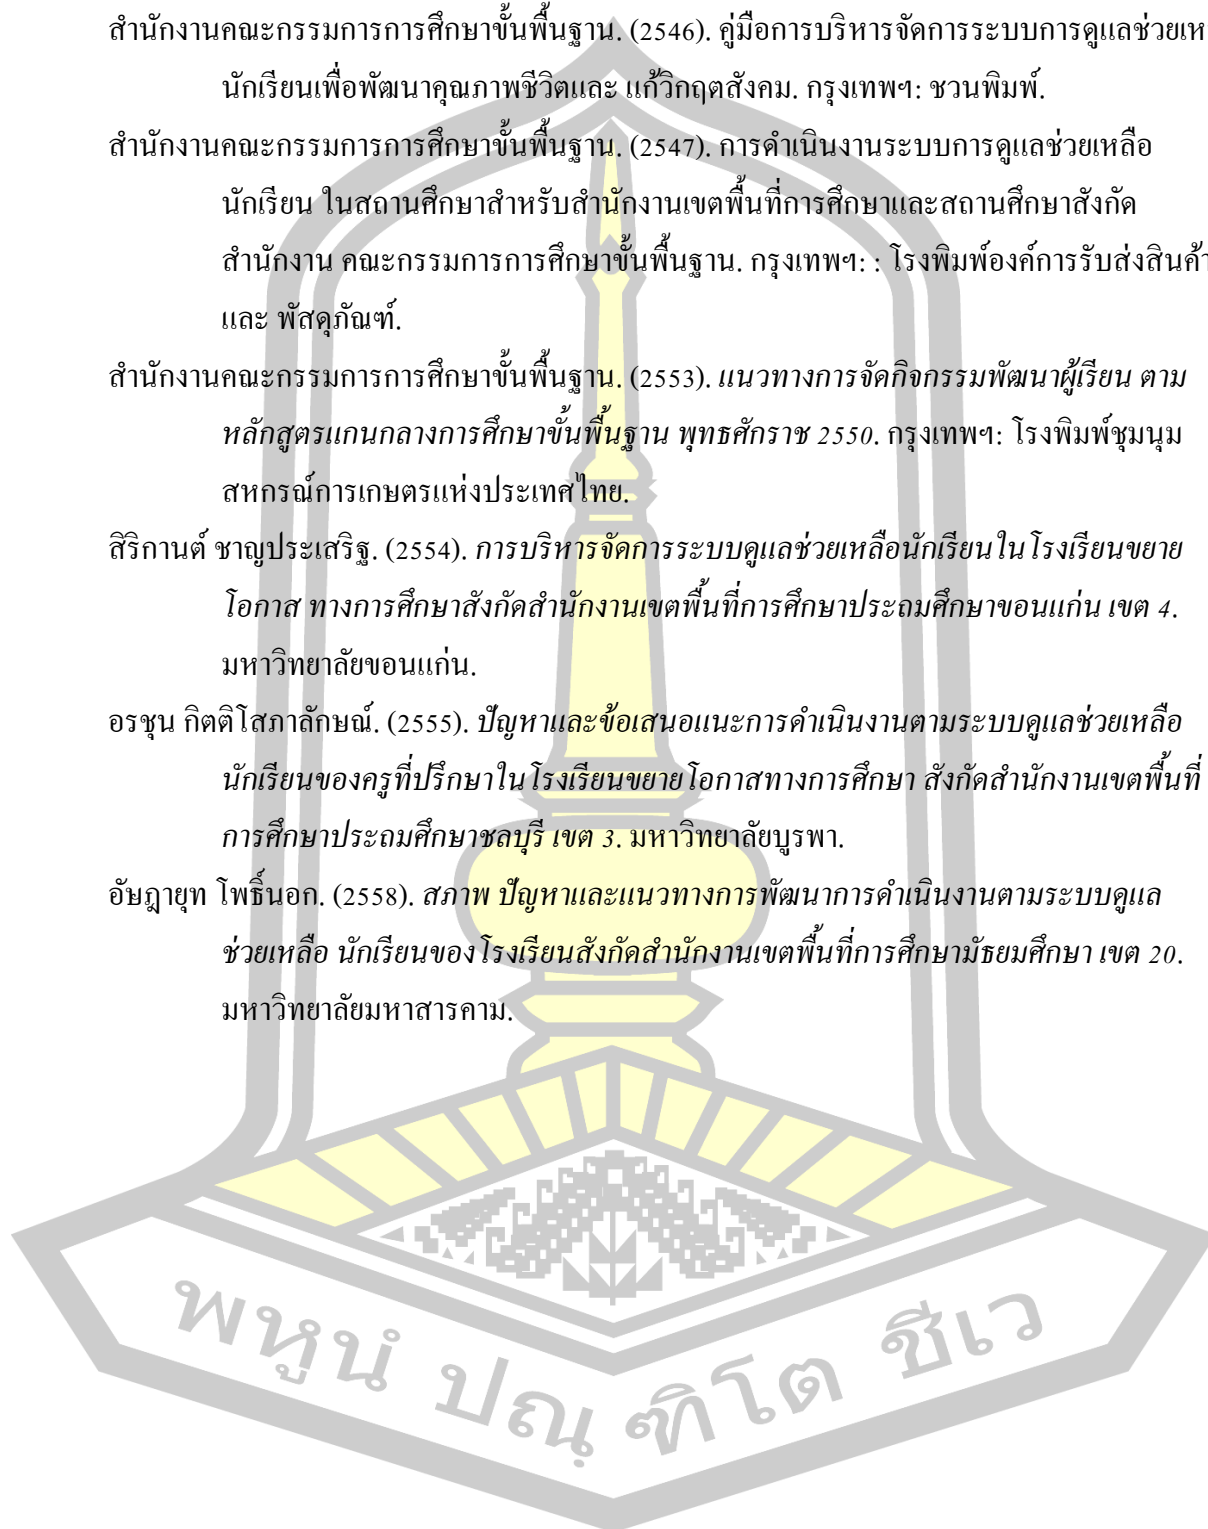 สำนักงานคณะกรรมการการศึกษาขั้นพื้นฐาน. (2546). คู่มือการบริหารจัดการระบบการดูแลช่วยเห
นักเรียนเพื่อพัฒนาคุณภาพชีวิตและ แก้วิกฤตสังคม. กรุงเทพฯ: ชวนพิมพ์.
สำนักงานคณะกรรมการการศึกษาขั้นพื้นฐาน. (2547). การดำเนินงานระบบการดูแลช่วยเหลือ
นักเรียน ในสถานศึกษาสำหรับสำนักงานเขตพื้นที่การศึกษาและสถานศึกษาสังกัด
สำนักงาน คณะกรรมการการศึกษาขั้นพื้นฐาน. กรุงเทพฯ: : โรงพิมพ์องค์การรับส่งสินค้า
และ พัสดุภัณฑ์.
สำนักงานคณะกรรมการการศึกษาขั้นพื้นฐาน. (2553). แนวทางการจัดกิจกรรมพัฒนาผู้เรียน ตาม
หลักสูตรแกนกลางการศึกษาขั้นพื้นฐาน พุทธศักราช 2550. กรุงเทพฯ: โรงพิมพ์ชุมนุม
สหกรณ์การเกษตรแห่งประเทศไทย.
สิริกานต์ ชาญประเสริฐ. (2554). การบริหารจัดการระบบดูแลช่วยเหลือนักเรียนในโรงเรียนขยาย
โอกาส ทางการศึกษาสังกัดสำนักงานเขตพื้นที่การศึกษาประถมศึกษาขอนแก่น เขต 4.
มหาวิทยาลัยขอนแก่น.
อรชุน กิตติโสภาลักษณ์. (2555). ปัญหาและข้อเสนอแนะการดำเนินงานตามระบบดูแลช่วยเหลือ
นักเรียนของครูที่ปรึกษาในโรงเรียนขยายโอกาสทางการศึกษา สังกัดสำนักงานเขตพื้นที่
การศึกษาประถมศึกษาชลบุรี เขต 3. มหาวิทยาลัยบูรพา.
อัษฎายุท โพธิ์นอก. (2558). สภาพ ปัญหาและแนวทางการพัฒนาการดำเนินงานตามระบบดูแล
ช่วยเหลือ นักเรียนของโรงเรียนสังกัดสำนักงานเขตพื้นที่การศึกษามัธยมศึกษา เขต 20.
มหาวิทยาลัยมหาสารคาม.
พหูนํ ปณฺฑิโต ชีเว